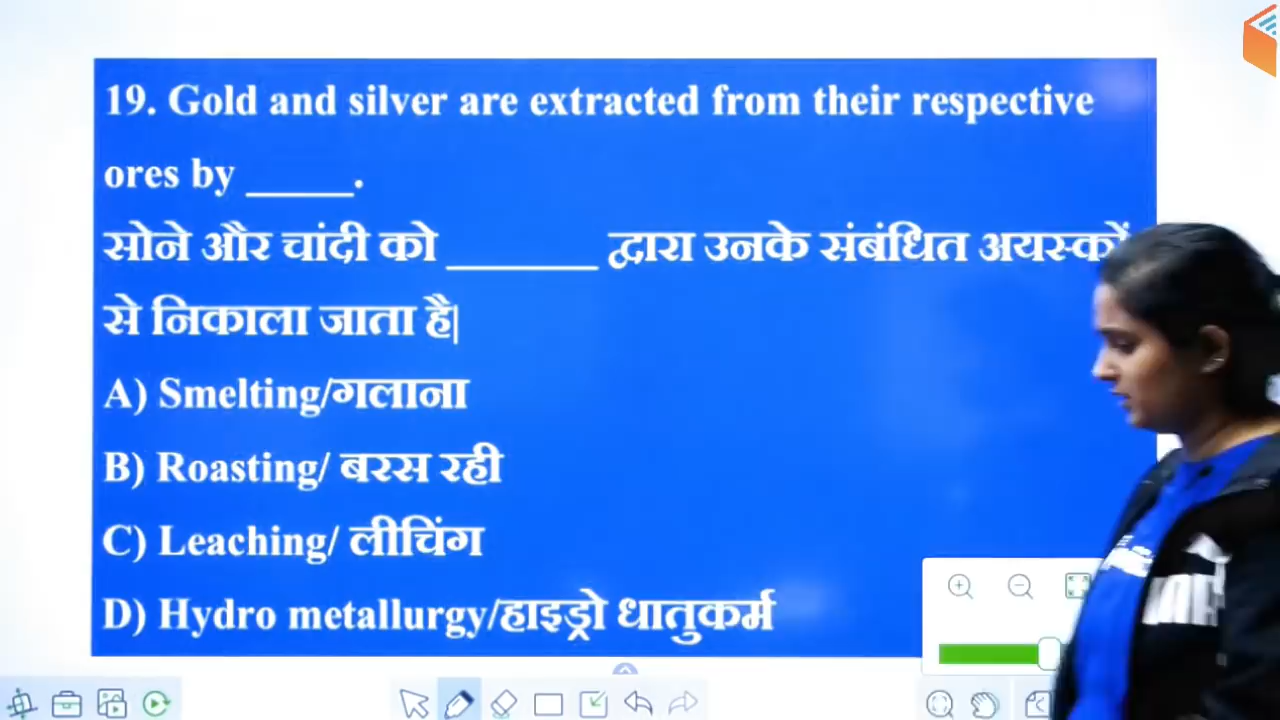 19. Gold and silver are extracted from their respective
ores by _____.
सोने और चांदी को _______ द्वारा उनके संबंधित अयस्कों
से निकाला जाता है|
A) Smelting/गलाना
B) Roasting/ बरस रही
C) Leaching/ लीचिंग
D) Hydro metallurgy/हाइड्रो धातुकर्म